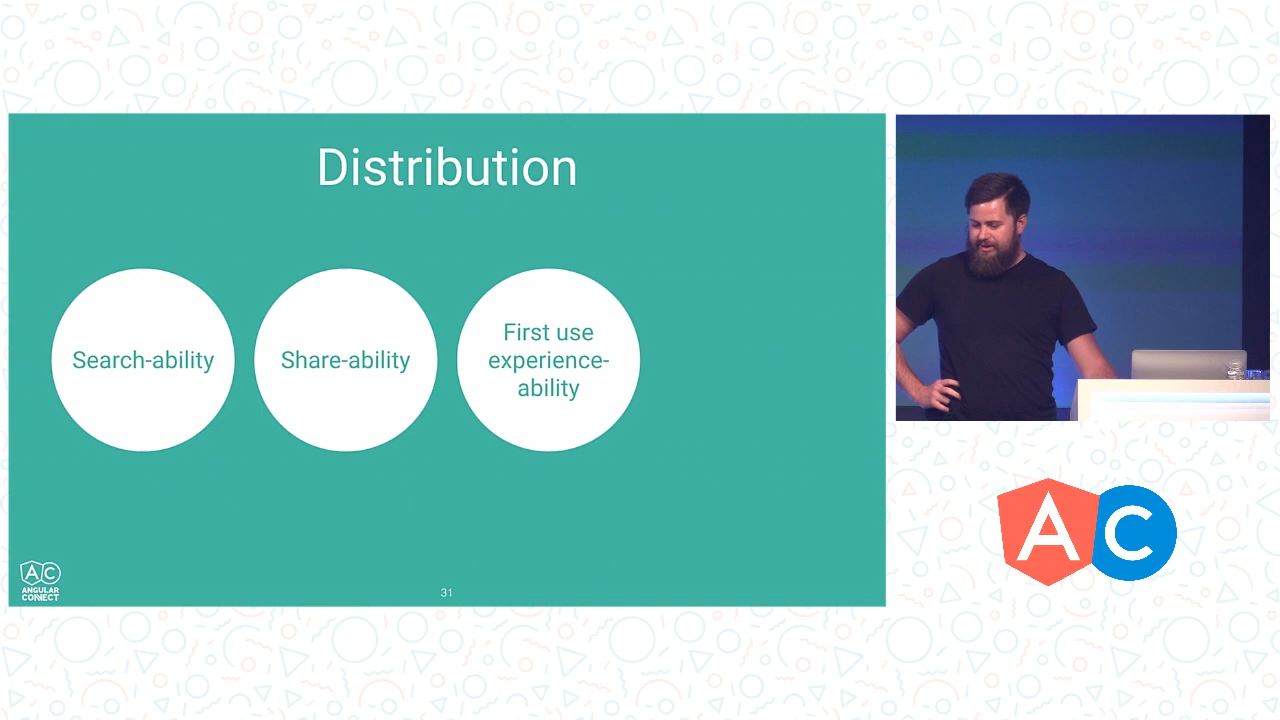 Distribution
Search-ability
Share-ability
First use
experience-
ability
ANGULAR
CONNECT
31
AC